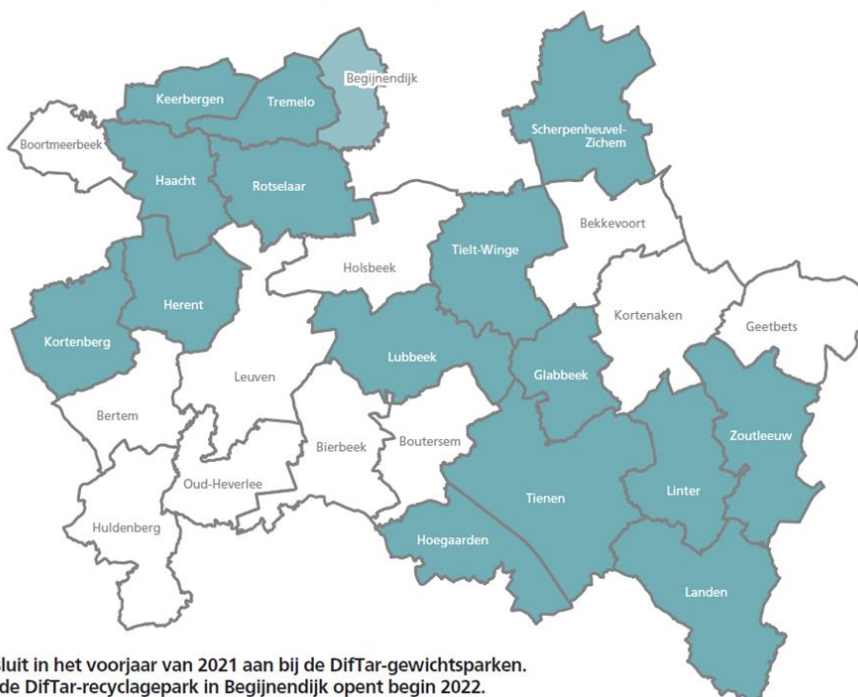 Begijnendijk
Keerbergen
Tremelo
Scherpenheuvel-
Zichem
Boortmeerbeek
Haacht
Rotselaar
Bekkevoort
Tielt-Winge
Holsbeek
Herent
Kortenaken
Geetbets
Kortenberg
Lubbeek
Glabbeek
Leuven
Bertem
Zoutleeuw
Bierbeek
Boutersem
Oud-Heverlee
Linter
Tienen
Huldenberg
Hoegaarden
Landen
sluit in het voorjaar van 2021 aan bij de DifTar-gewichtsparken.
de DifTar-recyclagepark in Begijnendijk opent begin 2022.